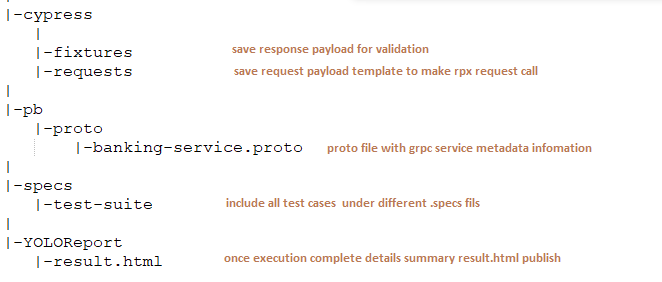 |-cypress
|
|-fixtures save response payload for validation
|-requests save request payload template to make rpx request call
|
|-pb
|-proto
|-banking-service.proto proto file with grpc service metadata infomation
|
|-specs
|-test-suite include all test cases under different .specs fils
|
|-YOLOReport
|-result.html once execution complete details summary result.html publish